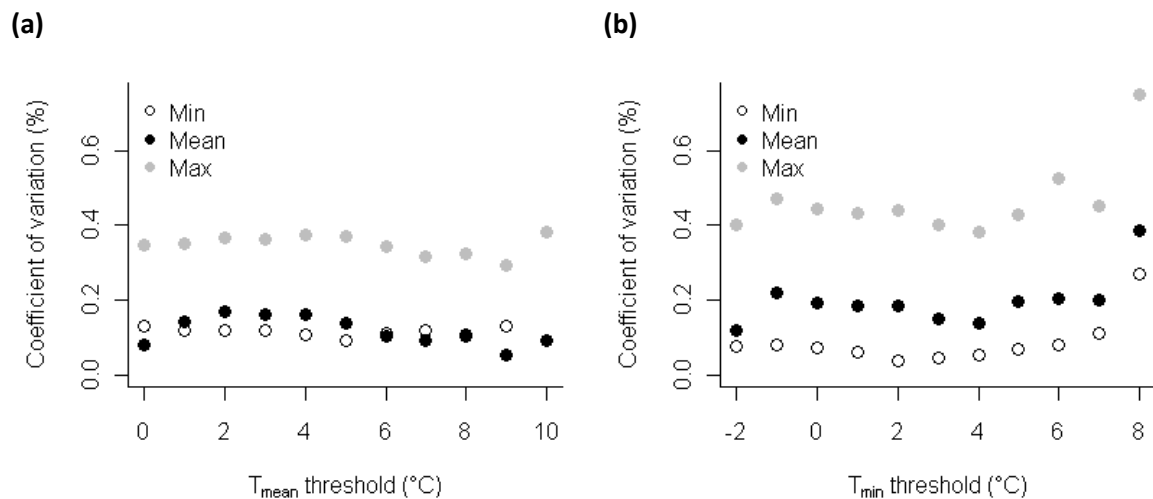 (a)
Coefficient of variation (%)
0.0 0.2 0.4 0.6
Min
Mean
Max
0 2 4 6 8 10
Tmean threshold (°C)
(b)
Coefficient of variation (%)
0.0 0.2 0.4 0.6
Min
Mean
Max
-2 0 2 4 6 8
Tmin threshold (°C)